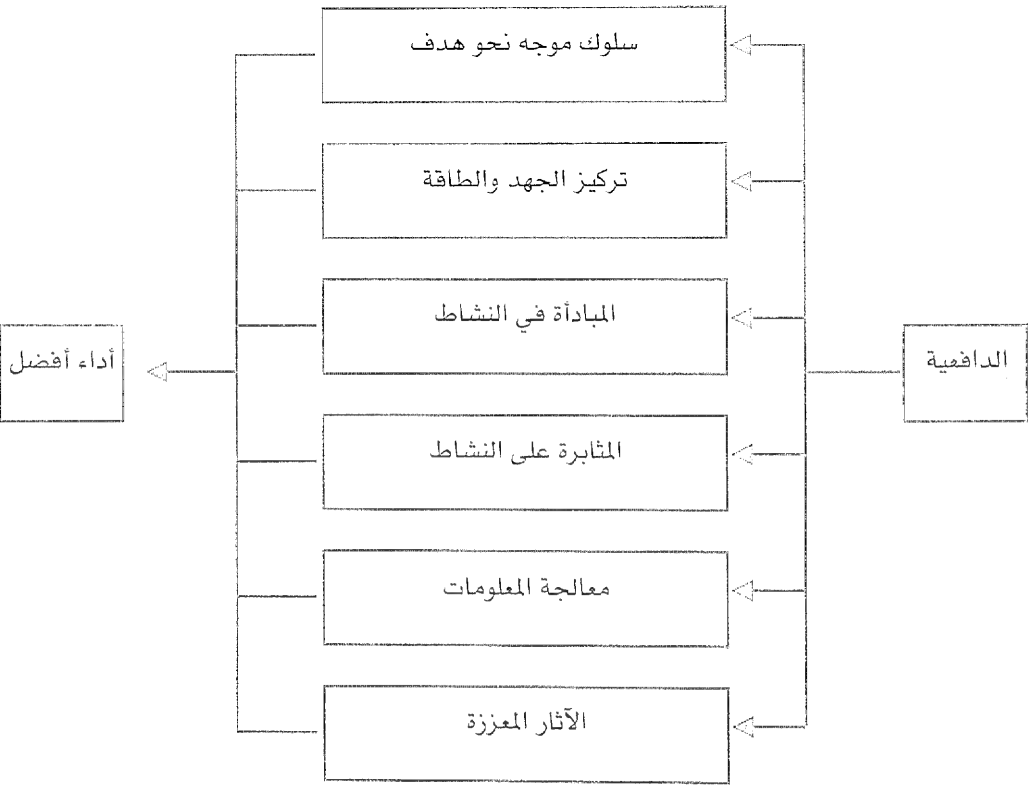 سلوك موجه نحو هدف
تركيز الجهد والطاقة
المبادأة في النشاط
الدافعية
أداء أفضل
المثابرة على النشاط
معالجة المعلومات
الآثار المعززة